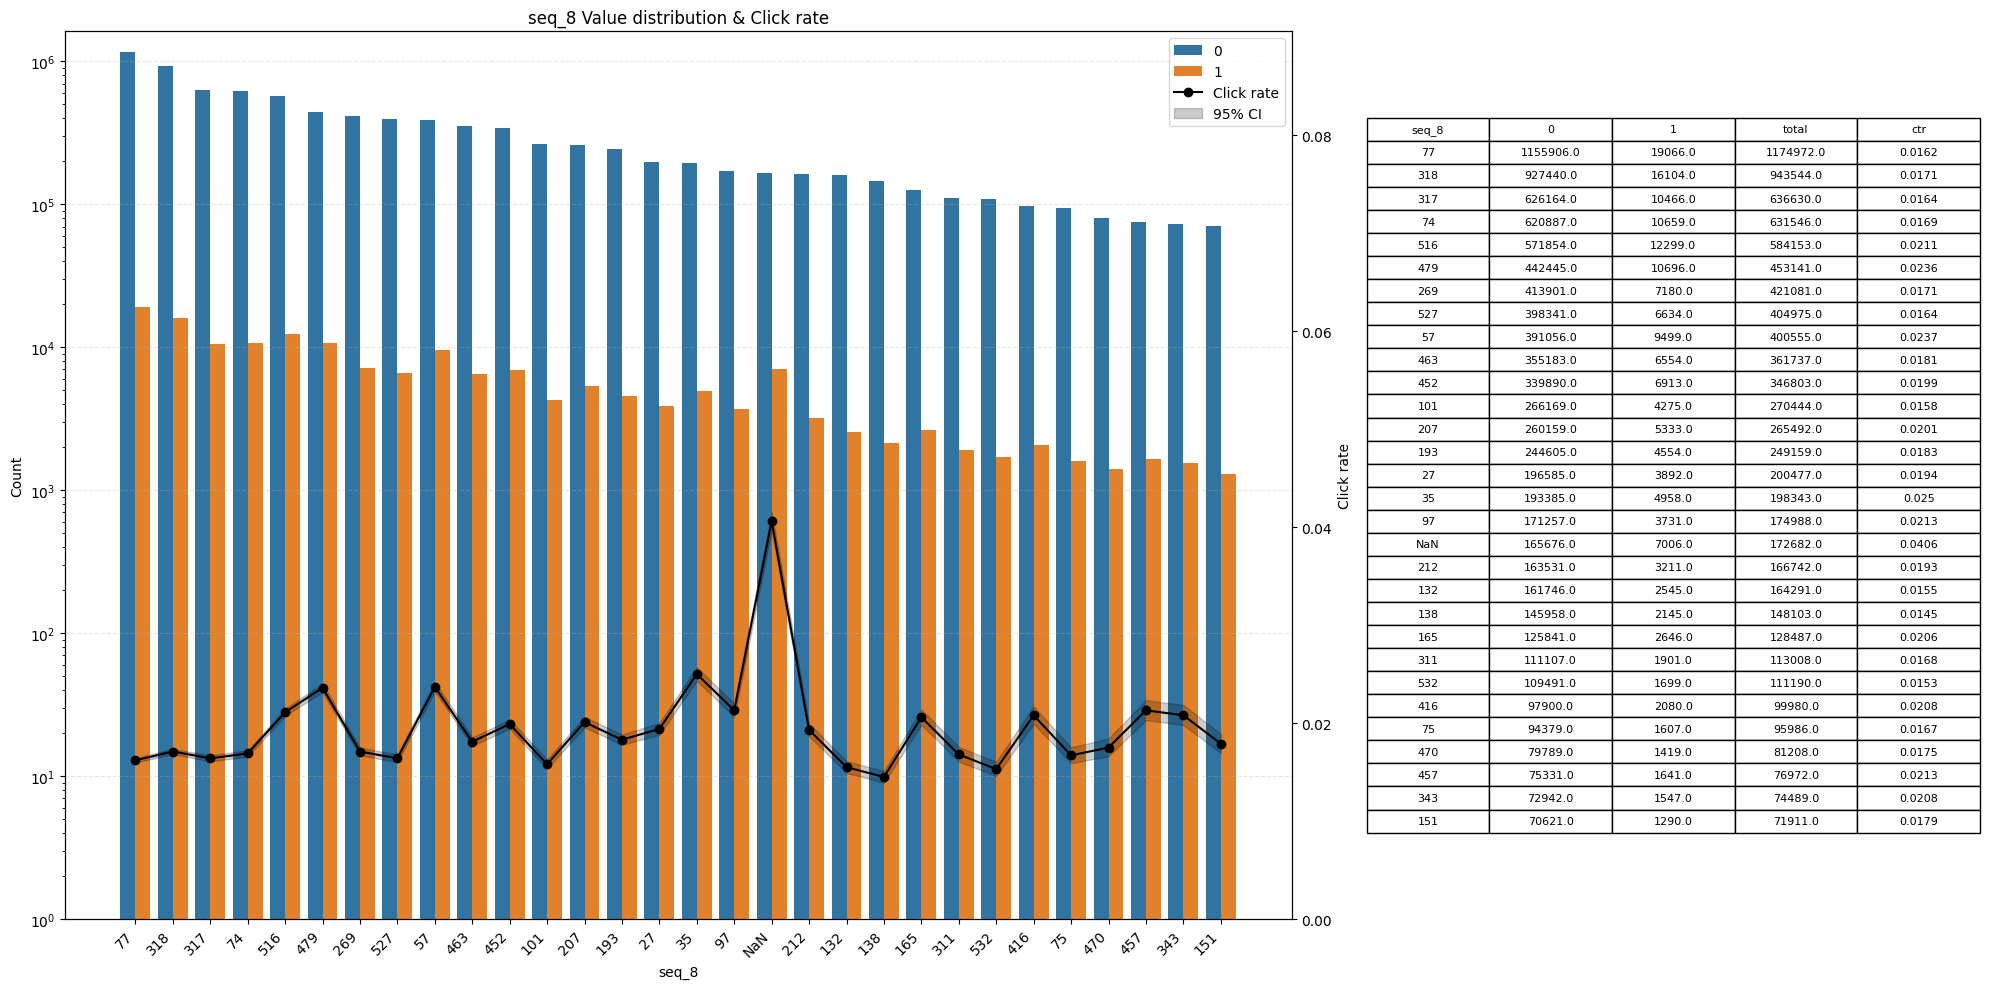 seq_8 Value distribution & Click rate
0
1
Click rate
95% CI
10^6
10^5
10^4
10^3
10^2
10^1
10^0
Count
0.08
0.06
0.04
0.02
0.00
Click rate
77 318 317 74 516 479 269 527 57 463 452 101 207 193 27 35 97 NaN 212 132 138 165 311 532 416 75 470 457 343 151
seq_8
seq_8 0 1 total ctr
77 1155906.0 19066.0 1174972.0 0.0162
318 927440.0 16104.0 943544.0 0.0171
317 626164.0 10466.0 636630.0 0.0164
74 620887.0 10659.0 631546.0 0.0169
516 571854.0 12299.0 584153.0 0.0211
479 442445.0 10696.0 453141.0 0.0236
269 413901.0 7180.0 421081.0 0.0171
527 398341.0 6634.0 404975.0 0.0164
57 391056.0 9499.0 400555.0 0.0237
463 355183.0 6554.0 361737.0 0.0181
452 339890.0 6913.0 346803.0 0.0199
101 266169.0 4275.0 270444.0 0.0158
207 260159.0 5333.0 265492.0 0.0201
193 244605.0 4554.0 249159.0 0.0183
27 196585.0 3892.0 200477.0 0.0194
35 193385.0 4958.0 198343.0 0.025
97 171257.0 3731.0 174988.0 0.0213
NaN 165676.0 7006.0 172682.0 0.0406
212 163531.0 3211.0 166742.0 0.0193
132 161746.0 2545.0 164291.0 0.0155
138 145958.0 2145.0 148103.0 0.0145
165 125841.0 2646.0 128487.0 0.0206
311 111107.0 1901.0 113008.0 0.0168
532 109491.0 1699.0 111190.0 0.0153
416 97900.0 2080.0 99980.0 0.0208
75 94379.0 1607.0 95986.0 0.0167
470 79789.0 1419.0 81208.0 0.0175
457 75331.0 1641.0 76972.0 0.0213
343 72942.0 1547.0 74489.0 0.0208
151 70621.0 1290.0 71911.0 0.0179